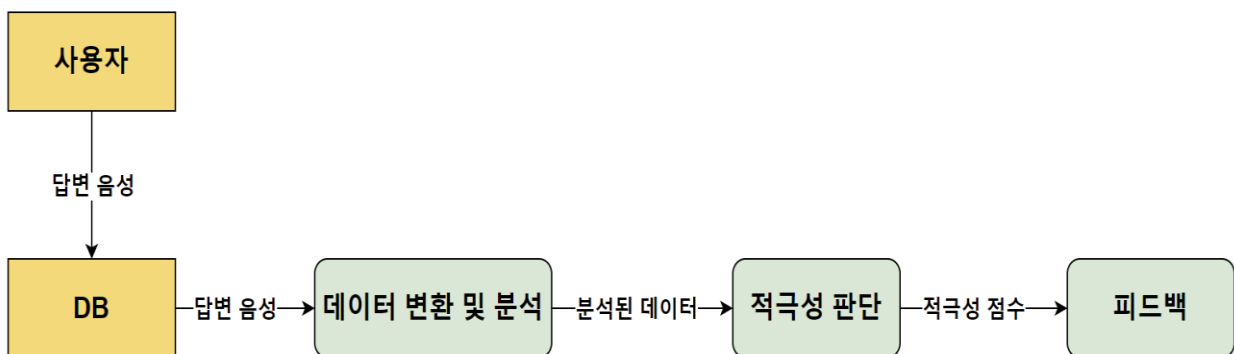 사용자
답변 음성
DB
답변 음성
데이터 변환 및 분석
분석된 데이터
적극성 판단
적극성 점수
피드백